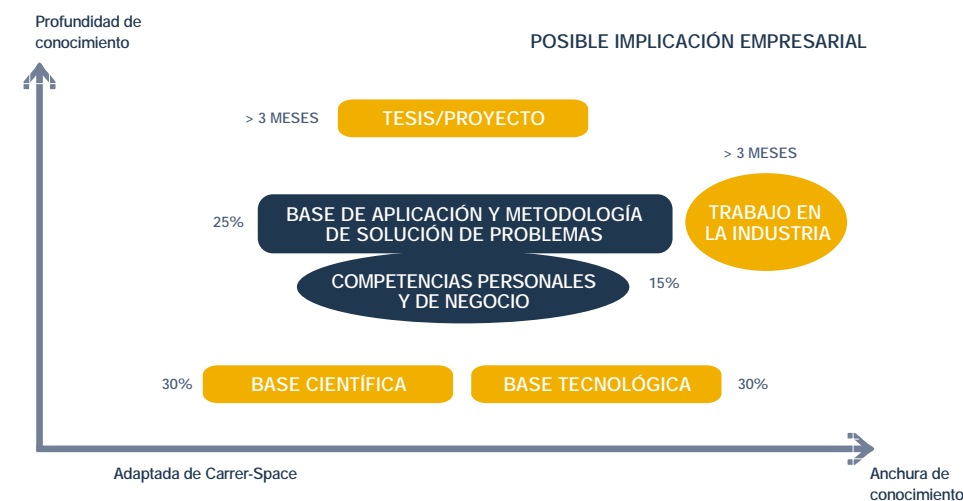 Profundidad de
conocimiento
POSIBLE IMPLICACIÓN EMPRESARIAL
> 3 MESES
TESIS/PROYECTO
> 3 MESES
25%
BASE DE APLICACIÓN Y METODOLOGÍA
DE SOLUCIÓN DE PROBLEMAS
TRABAJO EN
LA INDUSTRIA
COMPETENCIAS PERSONALES
Y DE NEGOCIO
15%
30%
BASE CIENTÍFICA
BASE TECNOLÓGICA
30%
Adaptada de Carrer-Space
Anchura de
conocimiento